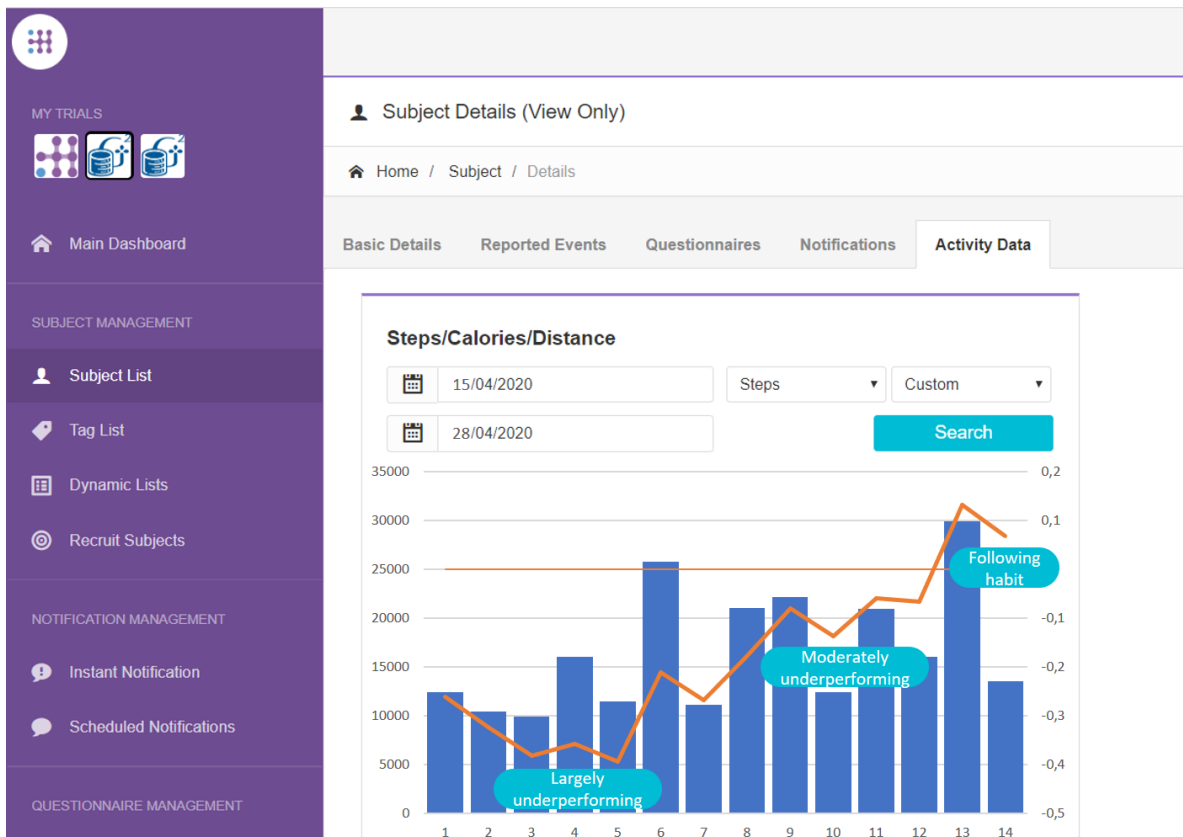 MY TRIALS
Main Dashboard
SUBJECT MANAGEMENT
Subject List
Tag List
Dynamic Lists
Recruit Subjects
NOTIFICATION MANAGEMENT
Instant Notification
Scheduled Notifications
QUESTIONNAIRE MANAGEMENT
Subject Details (View Only)
Home / Subject / Details
Basic Details Reported Events Questionnaires Notifications Activity Data
Steps/Calories/Distance
15/04/2020 Steps Custom
28/04/2020 Search
35000 0,2
30000 0,1
Following
habit
25000
20000 -0,1
15000 -0,2
Moderately
underperforming
10000 -0,3
5000 -0,4
Largely
underperforming
0 -0,5
1 2 3 4 5 6 7 8 9 10 11 12 13 14